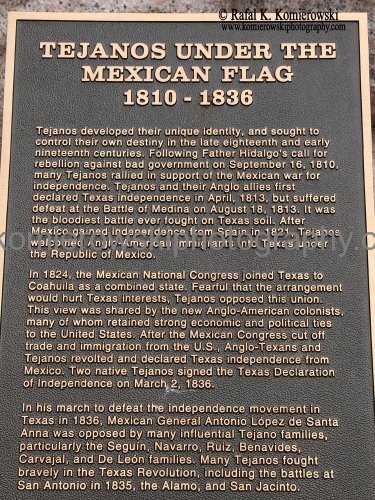 © Rafal K. Komierowski
www.komierowskiphotography.com
TEJANOS UNDER THE
MEXICAN FLAG
1810 - 1836
Tejanos developed their unique identity, and sought to
control their own destiny in the late eighteenth and early
nineteenth centuries. Following Father Hidalgo's call for
rebellion against bad government on September 16, 1810,
many Tejanos rallied in support of the Mexican war for
independence. Tejanos and their Anglo allies first
declared Texas independence in April, 1813, but suffered
defeat at the Battle of Medina on August 18, 1813. It was
the bloodiest battle ever fought on Texas soil. After
Mexico gained independence from Spain in 1821, Tejanos
welcomed Anglo-American immigrants to Texas under
the Republic of Mexico.
In 1824, the Mexican National Congress joined Texas to
Coahuila as a combined state. Fearful that the arrangement
would hurt Texas interests, Tejanos opposed this union.
This view was shared by the new Anglo-American colonists,
many of whom retained strong economic and political ties
to the United States. After the Mexican Congress cut off
trade and immigration from the U.S., Anglo-Texans and
Tejanos revolted and declared Texas independence from
Mexico. Two native Tejanos signed the Texas Declaration
of Independence on March 2, 1836.
In his march to defeat the independence movement in
Texas in 1836, Mexican General Antonio López de Santa
Anna was opposed by many influential Tejano families,
particularly the Seguín, Navarro, Ruiz, Benavides,
Carvajal, and De León families. Many Tejanos fought
bravely in the Texas Revolution, including the battles at
San Antonio in 1835, the Alamo, and San Jacinto.